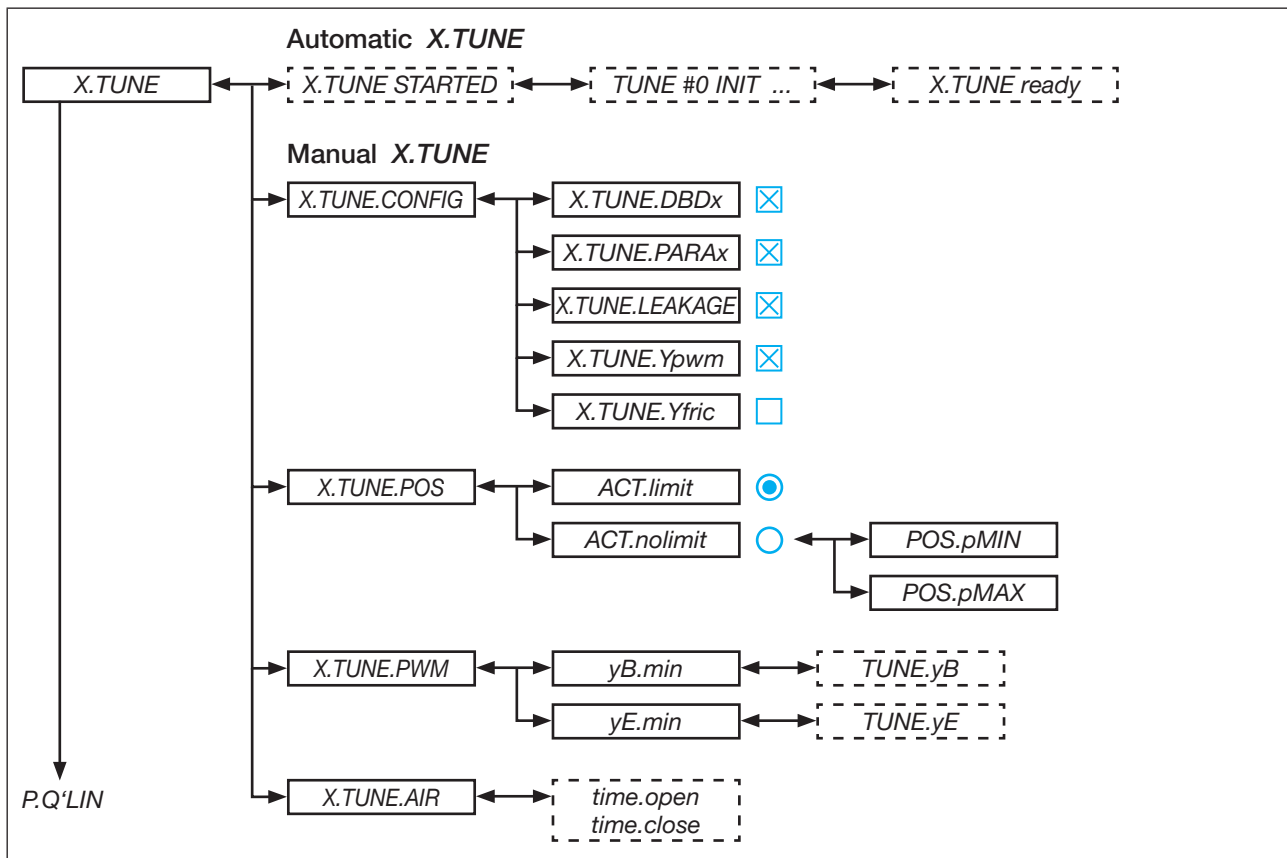 Automatic X.TUNE
X.TUNE
X.TUNE STARTED
TUNE #0 INIT ...
X.TUNE ready
Manual X.TUNE
X.TUNE.CONFIG
X.TUNE.DBDx
X.TUNE.PARAx
X.TUNE.LEAKAGE
X.TUNE.Ypwm
X.TUNE.Yfric
X.TUNE.POS
ACT.limit
ACT.nolimit
POS.pMIN
POS.pMAX
X.TUNE.PWM
yB.min
TUNE.yB
yE.min
TUNE.yE
P.Q‘LIN
X.TUNE.AIR
time.open
time.close